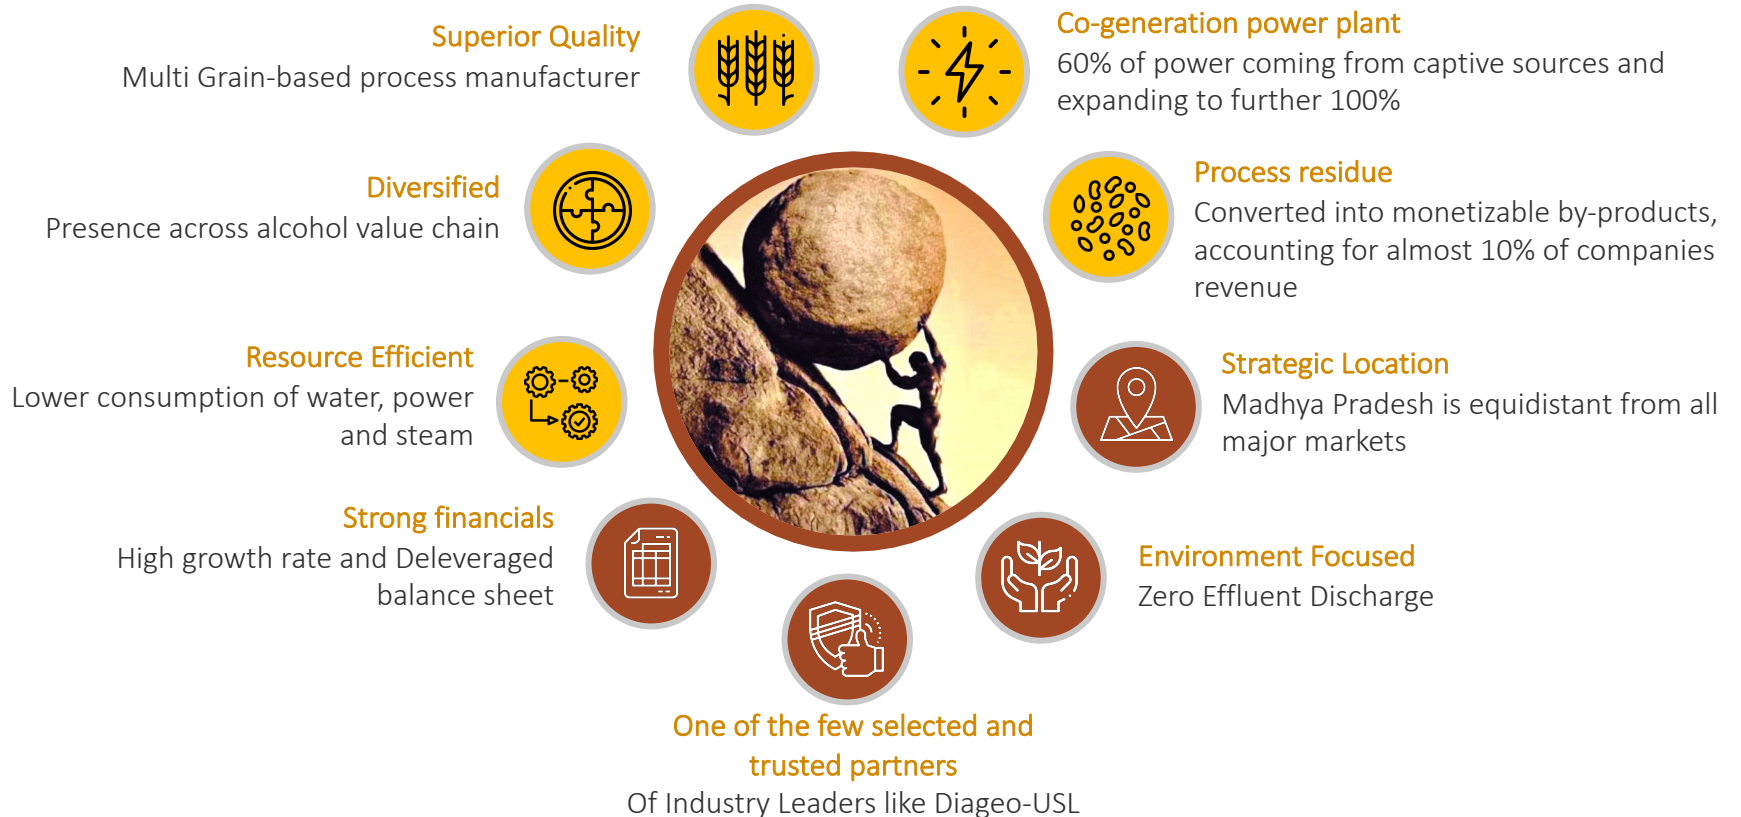 Superior Quality
Multi Grain-based process manufacturer
Co-generation power plant
60% of power coming from captive sources and
expanding to further 100%
Diversified
Presence across alcohol value chain
Process residue
Converted into monetizable by-products,
accounting for almost 10% of companies
revenue
Resource Efficient
Lower consumption of water, power
and steam
Strategic Location
Madhya Pradesh is equidistant from all
major markets
Strong financials
High growth rate and Deleveraged
balance sheet
Environment Focused
Zero Effluent Discharge
One of the few selected and
trusted partners
Of Industry Leaders like Diageo-USL